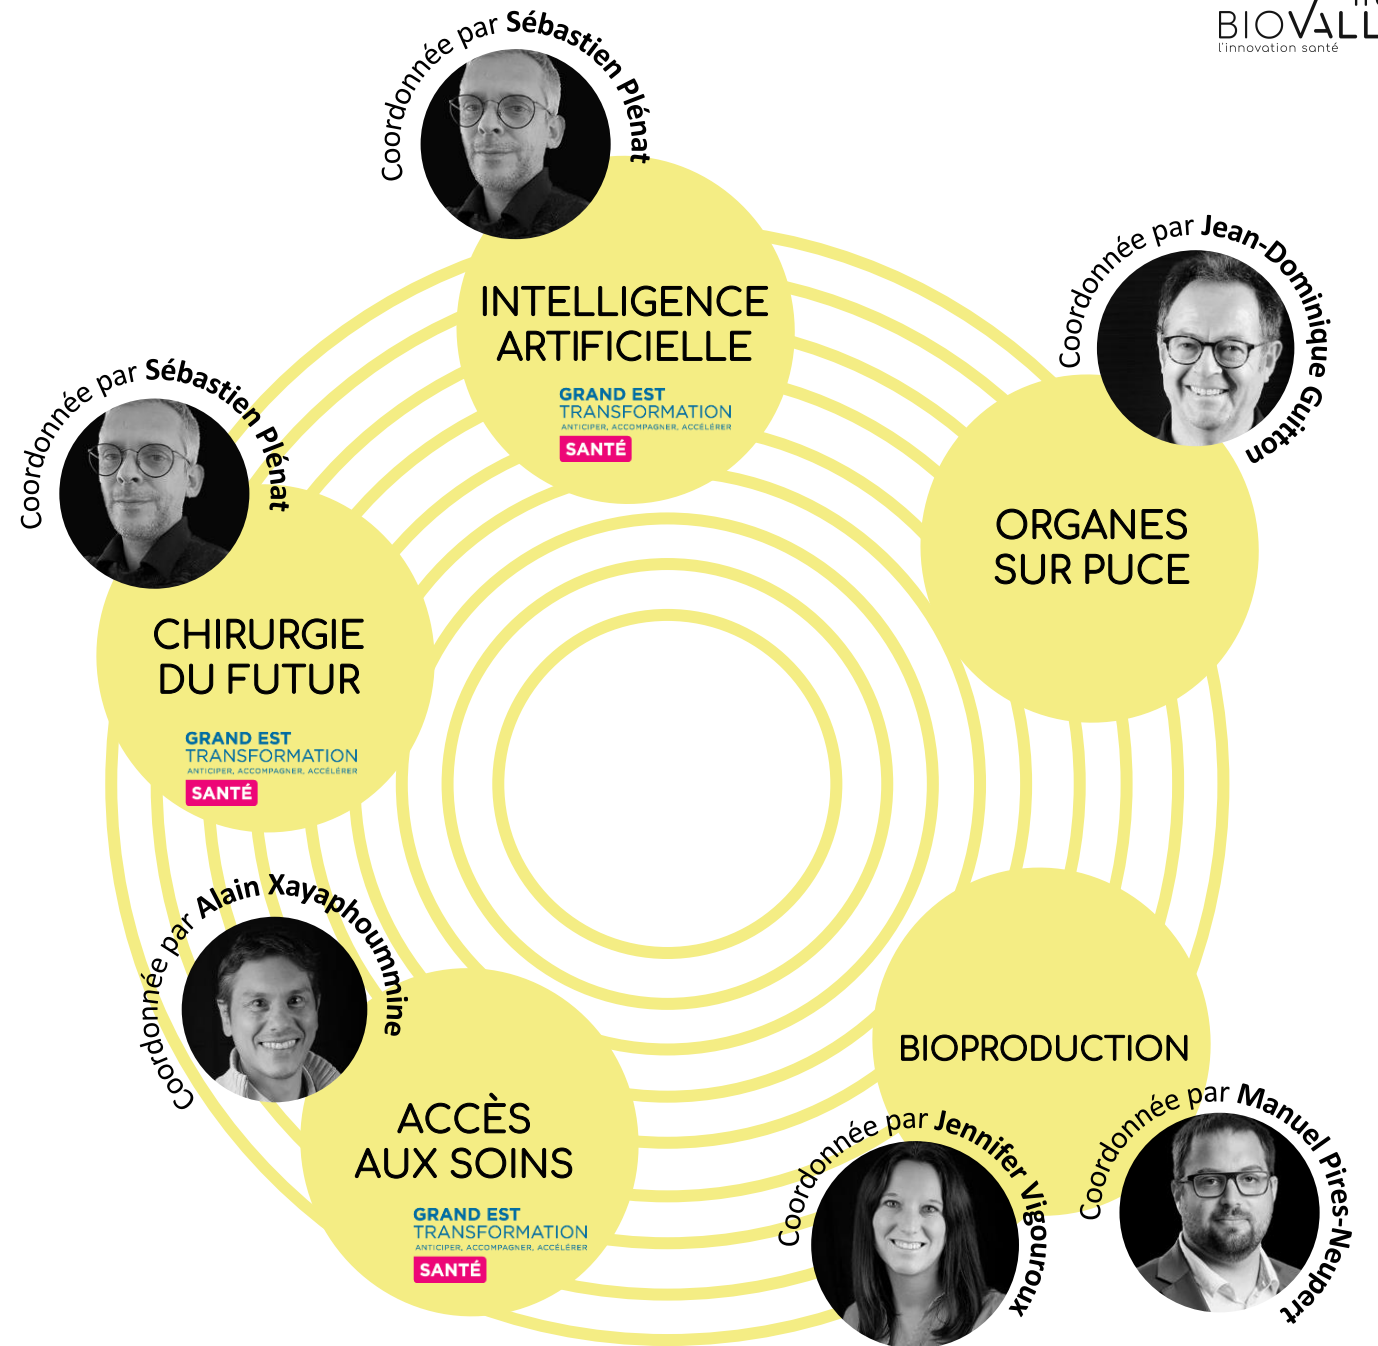 BIOVALL
l'innovation santé
Coordonnée par Sébastien Plénat
INTELLIGENCE
ARTIFICIELLE
GRAND EST
TRANSFORMATION
ANTICIPER, ACCOMPAGNER, ACCÉLÉRER
SANTÉ
Coordonnée par Jean-Dominique Guitton
ORGANES
SUR PUCE
Coordonnée par Sébastien Plénat
CHIRURGIE
DU FUTUR
GRAND EST
TRANSFORMATION
ANTICIPER, ACCOMPAGNER, ACCÉLÉRER
SANTÉ
Coordonnée par Alain Xayaphoummine
ACCÈS
AUX SOINS
GRAND EST
TRANSFORMATION
ANTICIPER, ACCOMPAGNER, ACCÉLÉRER
SANTÉ
BIOPRODUCTION
Coordonnée par Jennifer Vigouroux
Coordonnée par Manuel Pires-Neupert